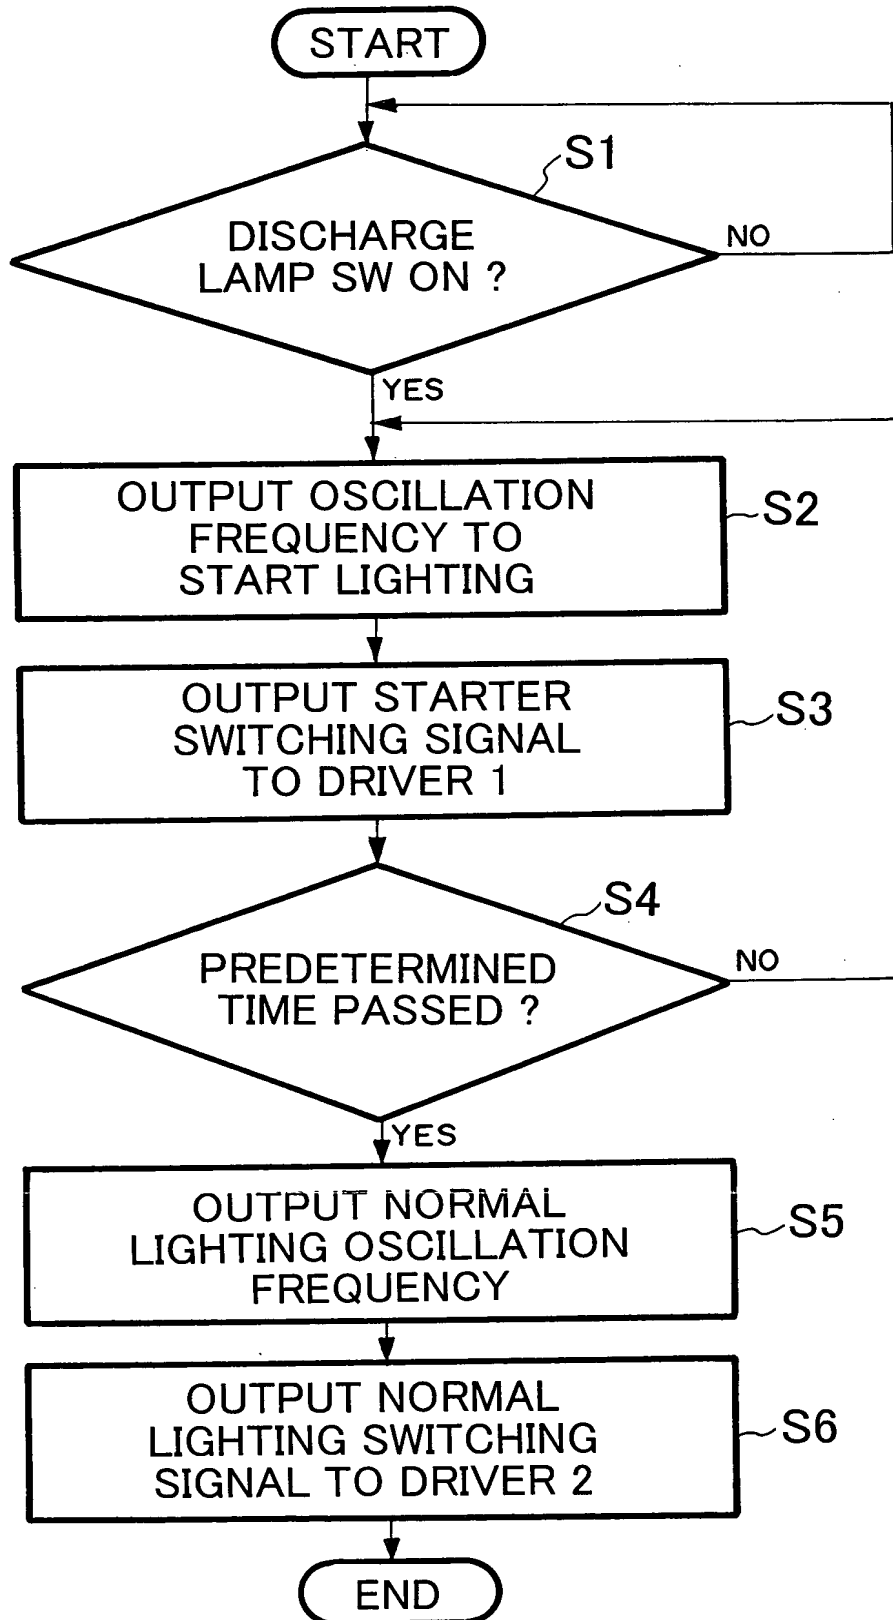 START
S1
DISCHARGE
LAMP SW ON ?
NO
YES
OUTPUT OSCILLATION
FREQUENCY TO
START LIGHTING
S2
OUTPUT STARTER
SWITCHING SIGNAL
TO DRIVER 1
S3
S4
PREDETERMINED
TIME PASSED ?
NO
YES
OUTPUT NORMAL
LIGHTING OSCILLATION
FREQUENCY
S5
OUTPUT NORMAL
LIGHTING SWITCHING
SIGNAL TO DRIVER 2
S6
END